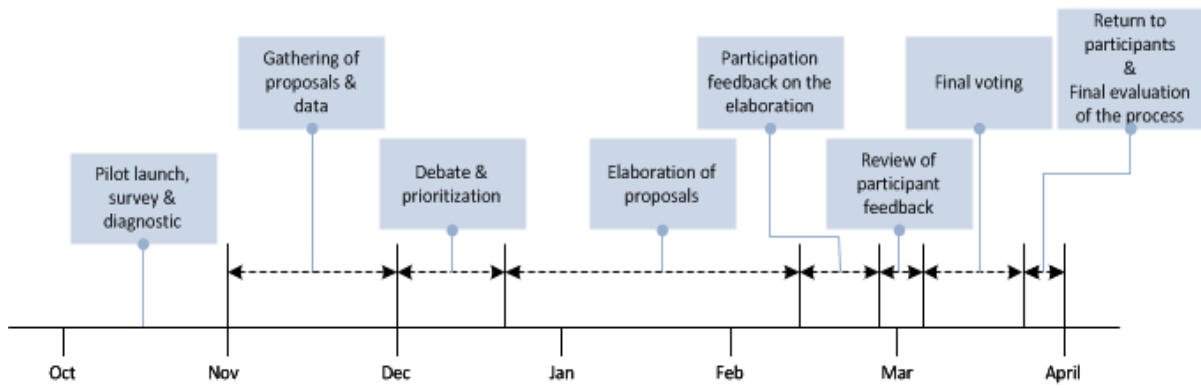 Pilot launch,
survey &
diagnostic
Gathering of
proposals &
data
Debate &
prioritization
Elaboration of
proposals
Participation
feedback on the
elaboration
Review of
participant
feedback
Final voting
Return to
participants
&
Final evaluation
of the process
Oct
Nov
Dec
Jan
Feb
Mar
April